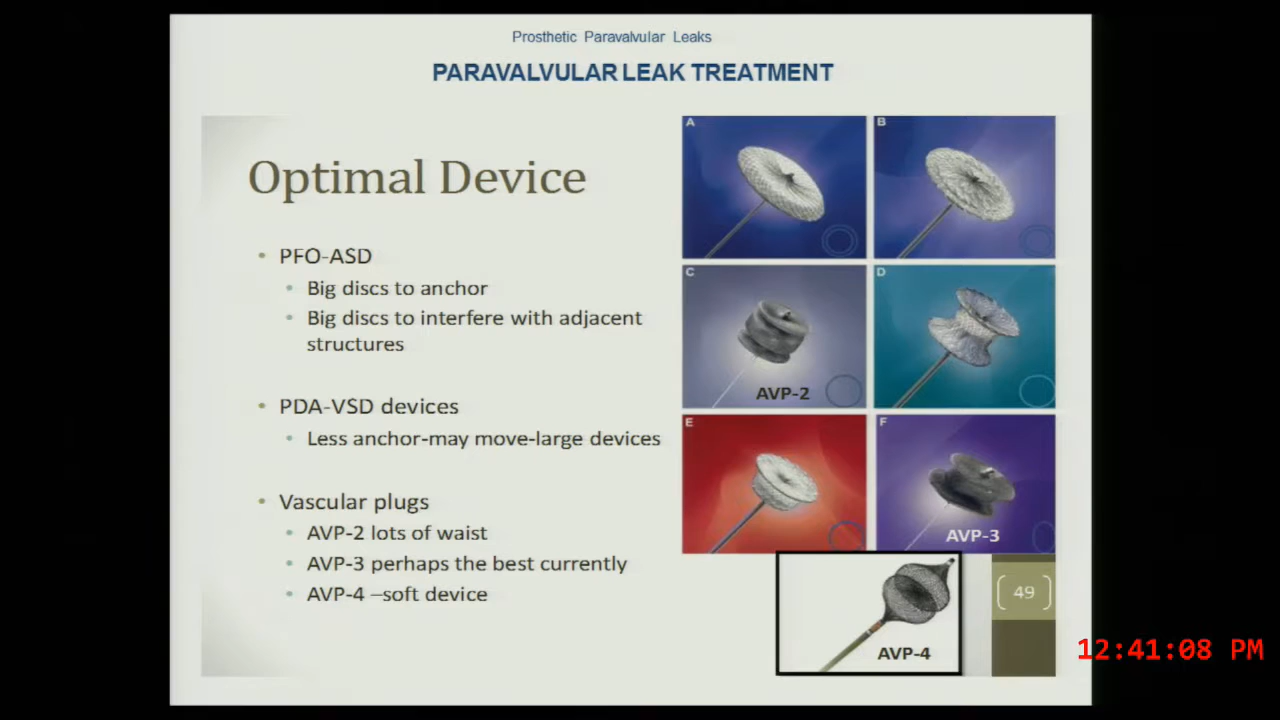 Prosthetic Paravalvular Leaks
PARAVALVULAR LEAK TREATMENT
Optimal Device
• PFO-ASD
• Big discs to anchor
• Big discs to interfere with adjacent
structures
• PDA-VSD devices
• Less anchor-may move-large devices
• Vascular plugs
• AVP-2 lots of waist
• AVP-3 perhaps the best currently
• AVP-4 –soft device
A
B
C
AVP-2
D
E
F
AVP-3
AVP-4
49
12:41:08 PM